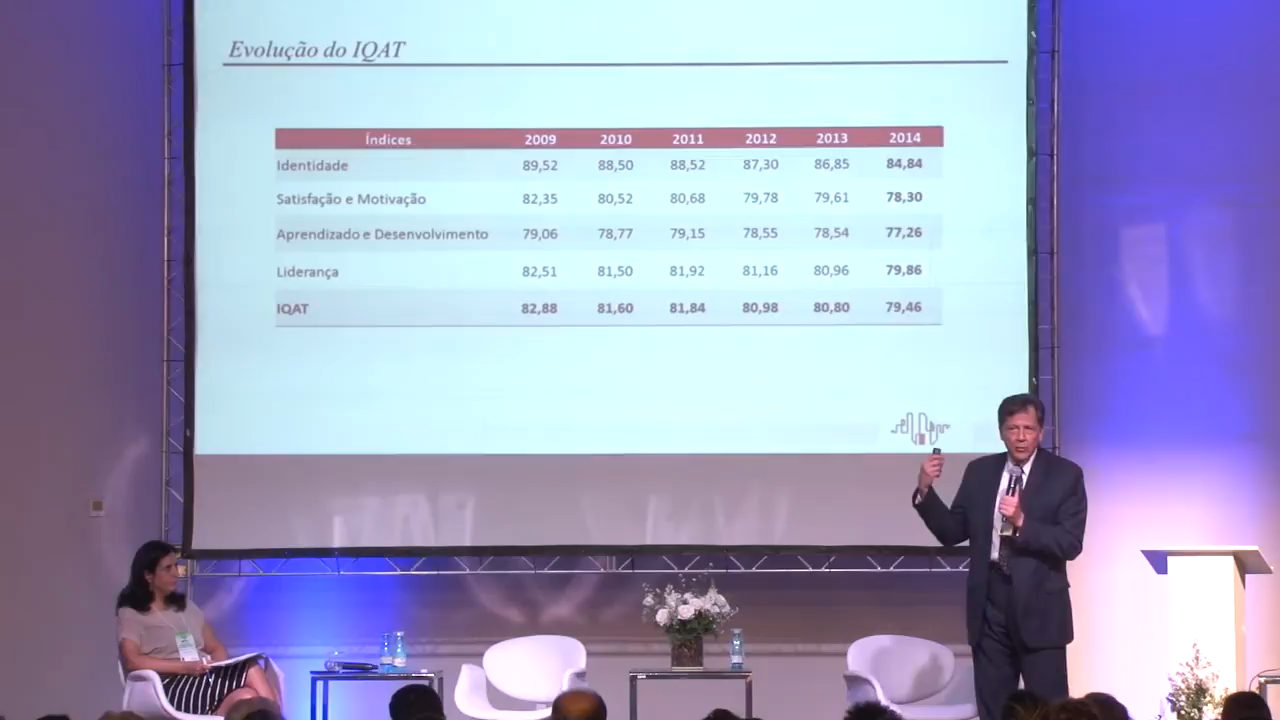 Evolução do IQAT
Índices 2009 2010 2011 2012 2013 2014
Identidade 89,52 88,50 88,52 87,30 86,85 84,84
Satisfação e Motivação 82,35 80,52 80,68 79,78 79,61 78,30
Aprendizado e Desenvolvimento 79,06 78,77 79,15 78,55 78,54 77,26
Liderança 82,51 81,50 81,92 81,16 80,96 79,86
IQAT 82,88 81,60 81,84 80,98 80,80 79,46